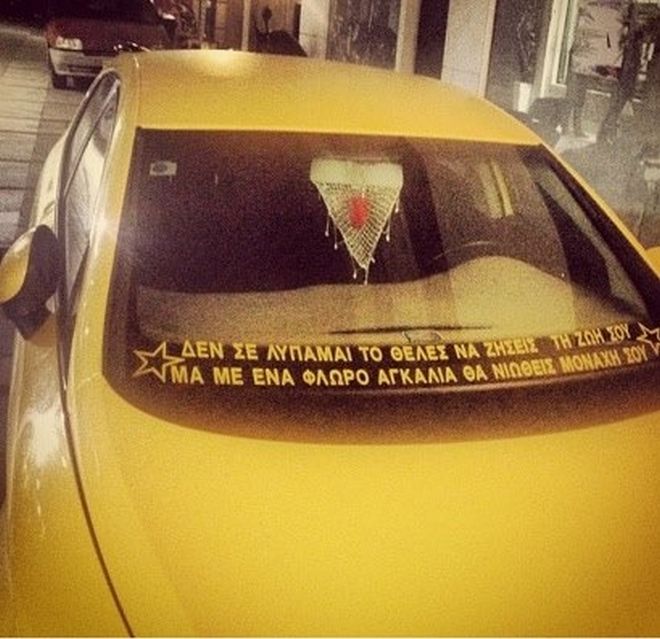 ΔΕΝ ΣΕ ΛΥΠΑΜΑΙ ΤΟ ΘΕΛΕΣ ΝΑ ΖΗΣΕΙΣ ΤΗ ΖΩΗ ΣΟΥ
ΜΑ ΜΕ ΕΝΑ ΦΛΩΡΟ ΑΓΚΑΛΙΑ ΘΑ ΝΙΩΘΕΙΣ ΜΟΝΑΧΗ ΣΟΥ